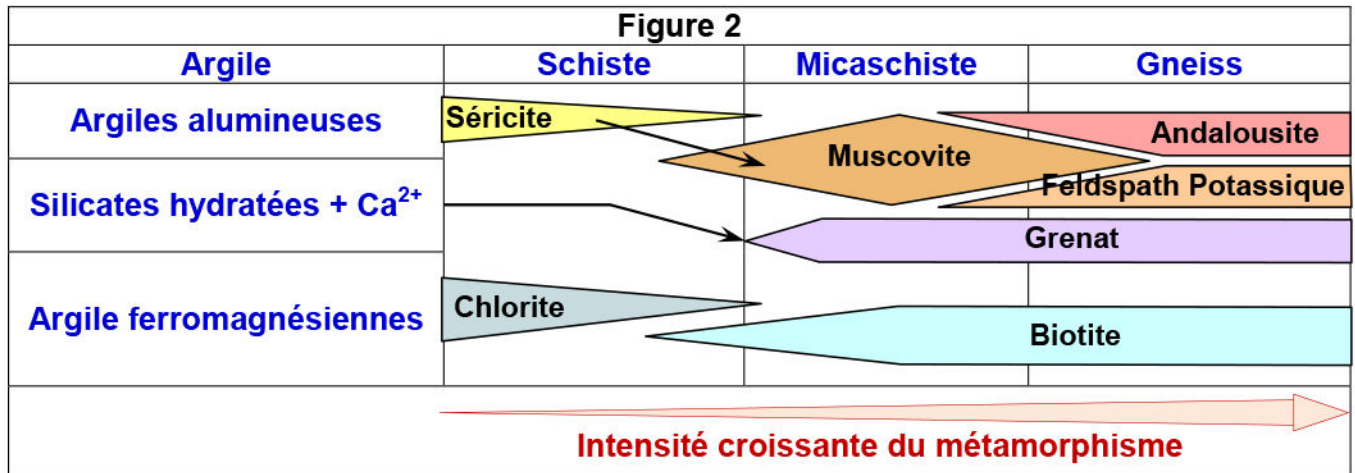 Figure 2
Argile Schiste Micaschiste Gneiss
Argiles alumineuses
Séricite
Muscovite
Andalousite
Feldspath Potassique
Silicates hydratées + Ca²⁺
Grenat
Argile ferromagnésiennes
Chlorite
Biotite
Intensité croissante du métamorphisme